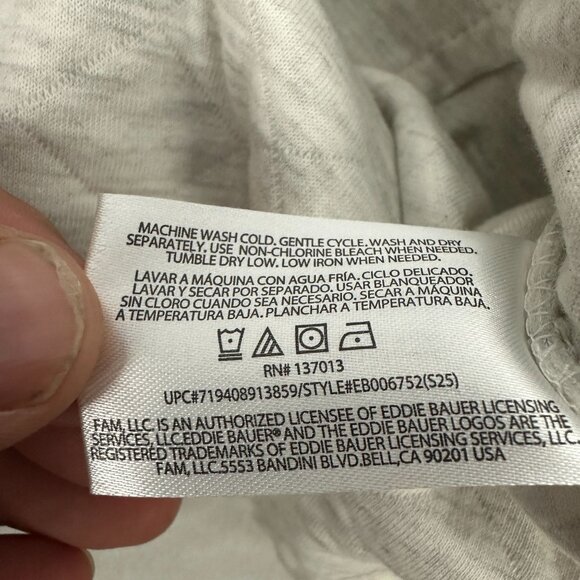 MACHINE WASH COLD. GENTLE CYCLE. WASH AND DRY
SEPARATELY. USE NON-CHLORINE BLEACH WHEN NEEDED.
TUMBLE DRY LOW. LOW IRON WHEN NEEDED.
LAVAR A MÁQUINA CON AGUA FRÍA. CICLO DELICADO.
LAVAR Y SECAR POR SEPARADO. USAR BLANQUEADOR
SIN CLORO CUANDO SEA NECESARIO. SECAR A MÁQUINA
A TEMPERATURA BAJA. PLANCHAR A TEMPERATURA BAJA.
RN# 137013
UPC#719408913859/STYLE#EB006752(S25)
FAM, LLC. IS AN AUTHORIZED LICENSEE OF EDDIE BAUER LICENSING
SERVICES, LLC.EDDIE BAUER® AND THE EDDIE BAUER LOGOS ARE THE
REGISTERED TRADEMARKS OF EDDIE BAUER LICENSING SERVICES, LLC.
FAM, LLC.5553 BANDINI BLVD.BELL,CA 90201 USA